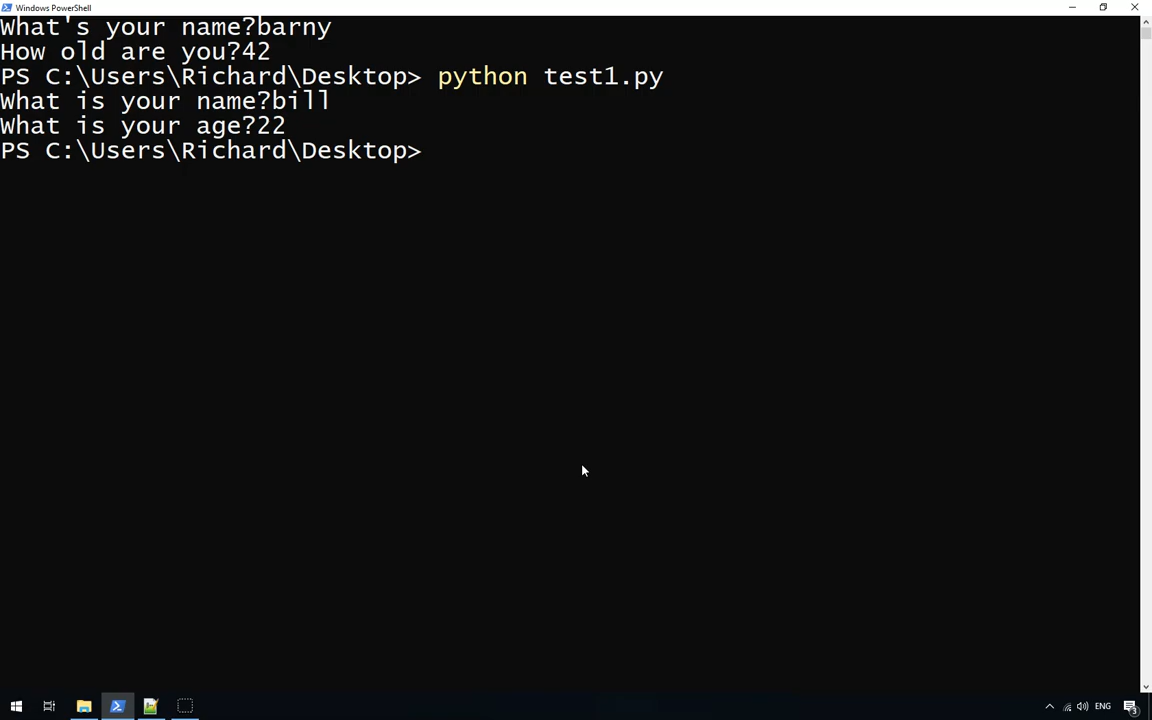 Windows PowerShell
What's your name?barny
How old are you?42
PS C:\Users\Richard\Desktop> python test1.py
What is your name?bill
What is your age?22
PS C:\Users\Richard\Desktop>
ENG
3